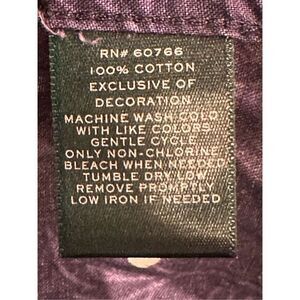 RN# 60766
100% COTTON
EXCLUSIVE OF
DECORATION
MACHINE WASH COLD
WITH LIKE COLORS
GENTLE CYCLE
ONLY NON-CHLORINE
BLEACH WHEN NEEDED
TUMBLE DRY LOW
REMOVE PROMPTLY
LOW IRON IF NEEDED